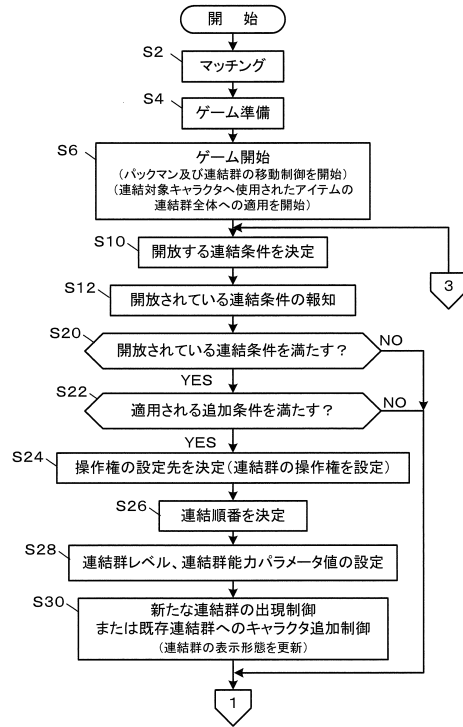 開　始
S2
マッチング
S4
ゲーム準備
S6
ゲーム開始
(パックマン及び連結群の移動制御を開始)
(連結対象キャラクタへ使用されたアイテムの
連結群全体への適用を開始)
S10
開放する連結条件を決定
3
S12
開放されている連結条件の報知
S20
開放されている連結条件を満たす？
NO
YES
S22
適用される追加条件を満たす？
NO
YES
S24
操作権の設定先を決定(連結群の操作権を設定)
S26
連結順番を決定
S28
連結群レベル、連結群能力パラメータ値の設定
S30
新たな連結群の出現制御
または既存連結群へのキャラクタ追加制御
(連結群の表示形態を更新)
1